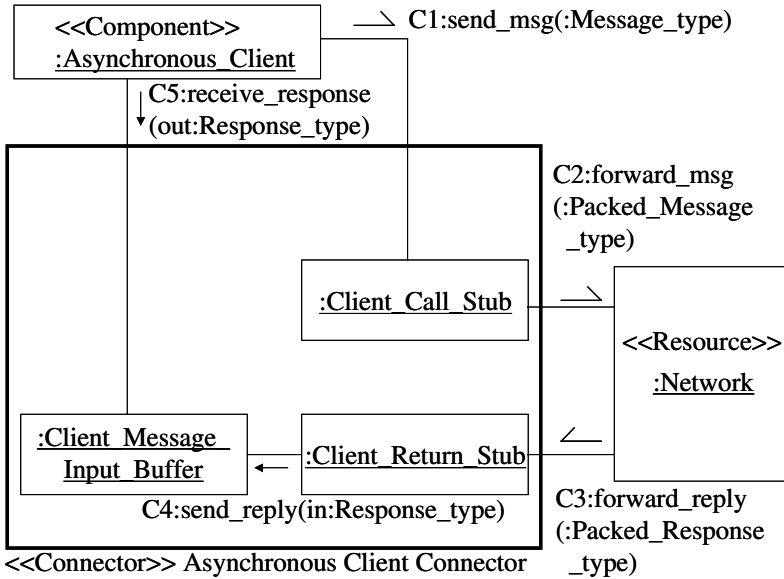 <<Component>>
:Asynchronous_Client
C1:send_msg(:Message_type)
C5:receive_response
(out:Response_type)
C2:forward_msg
(:Packed_Message
_type)
:Client_Call_Stub
<<Resource>>
:Network
:Client_Message_
Input_Buffer
:Client_Return_Stub
C4:send_reply(in:Response_type)
C3:forward_reply
(:Packed_Response
_type)
<<Connector>> Asynchronous Client Connector